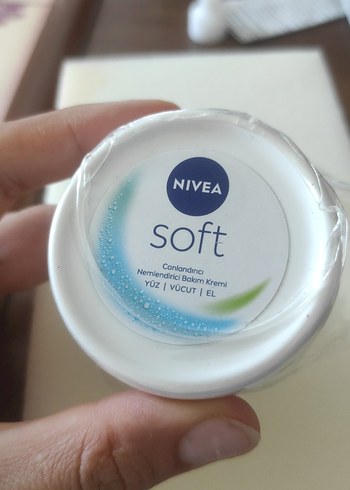 NIVEA
soft
Canlandırıcı
Nemlendirici Bakım Kremi
YÜZ | VÜCUT | EL